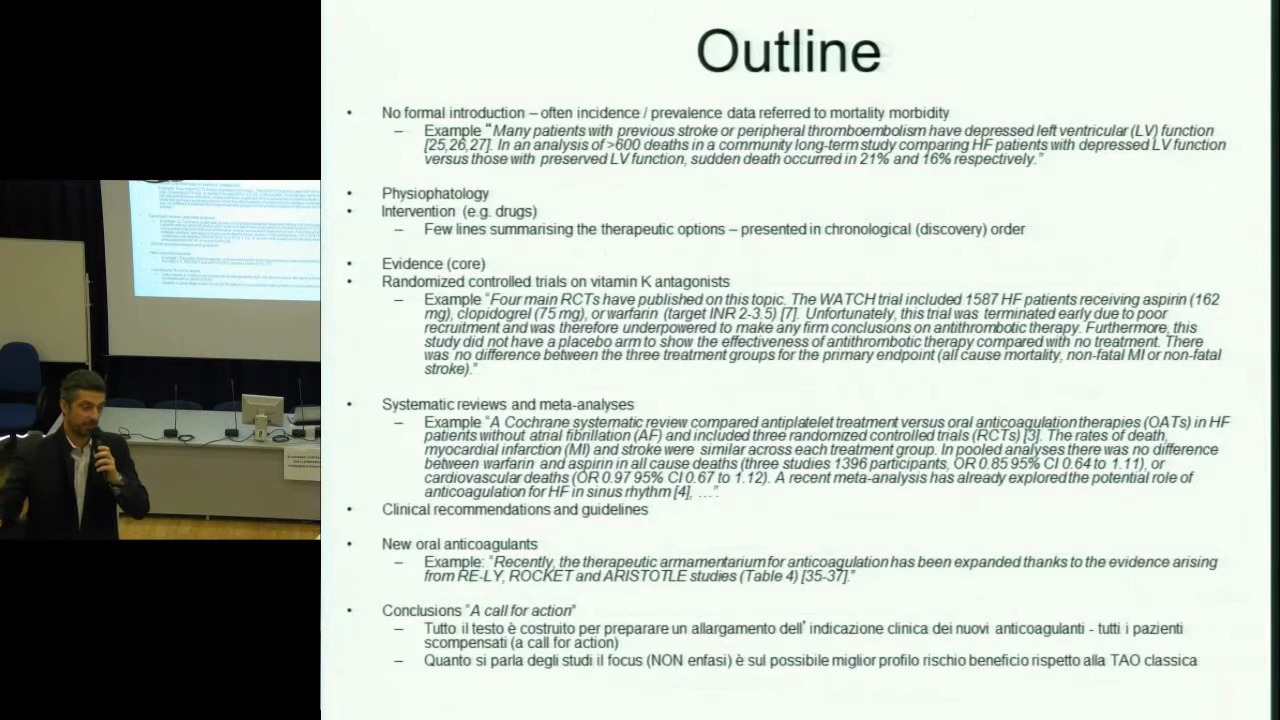 Outline
• No formal introduction – often incidence / prevalence data referred to mortality morbidity
– Example “Many patients with previous stroke or peripheral thromboembolism have depressed left ventricular (LV) function
[25,26,27]. In an analysis of >600 deaths in a community long-term study comparing HF patients with depressed LV function
versus those with preserved LV function, sudden death occurred in 21% and 16% respectively.”
• Physiophatology
• Intervention (e.g. drugs)
– Few lines summarising the therapeutic options – presented in chronological (discovery) order
• Evidence (core)
• Randomized controlled trials on vitamin K antagonists
– Example “Four main RCTs have published on this topic. The WATCH trial included 1587 HF patients receiving aspirin (162
mg), clopidogrel (75 mg), or warfarin (target INR 2-3.5) [7]. Unfortunately, this trial was terminated early due to poor
recruitment and was therefore underpowered to make any firm conclusions on antithrombotic therapy. Furthermore, this
study did not have a placebo arm to show the effectiveness of antithrombotic therapy compared with no treatment. There
was no difference between the three treatment groups for the primary endpoint (all cause mortality, non-fatal MI or non-fatal
stroke).”
• Systematic reviews and meta-analyses
– Example “A Cochrane systematic review compared antiplatelet treatment versus oral anticoagulation therapies (OATs) in HF
patients without atrial fibrillation (AF) and included three randomized controlled trials (RCTs) [3]. The rates of death,
myocardial infarction (MI) and stroke were similar across each treatment group. In pooled analyses there was no difference
between warfarin and aspirin in all cause deaths (three studies 1396 participants, OR 0.85 95% CI 0.64 to 1.11), or
cardiovascular deaths (OR 0.97 95% CI 0.67 to 1.12). A recent meta-analysis has already explored the potential role of
anticoagulation for HF in sinus rhythm [4], …”.
• Clinical recommendations and guidelines
• New oral anticoagulants
– Example: “Recently, the therapeutic armamentarium for anticoagulation has been expanded thanks to the evidence arising
from RE-LY, ROCKET and ARISTOTLE studies (Table 4) [35-37].”
• Conclusions “A call for action”
– Tutto il testo è costruito per preparare un allargamento dell’ indicazione clinica dei nuovi anticoagulanti - tutti i pazienti
scompensati (a call for action)
– Quanto si parla degli studi il focus (NON enfasi) è sul possibile miglior profilo rischio beneficio rispetto alla TAO classica